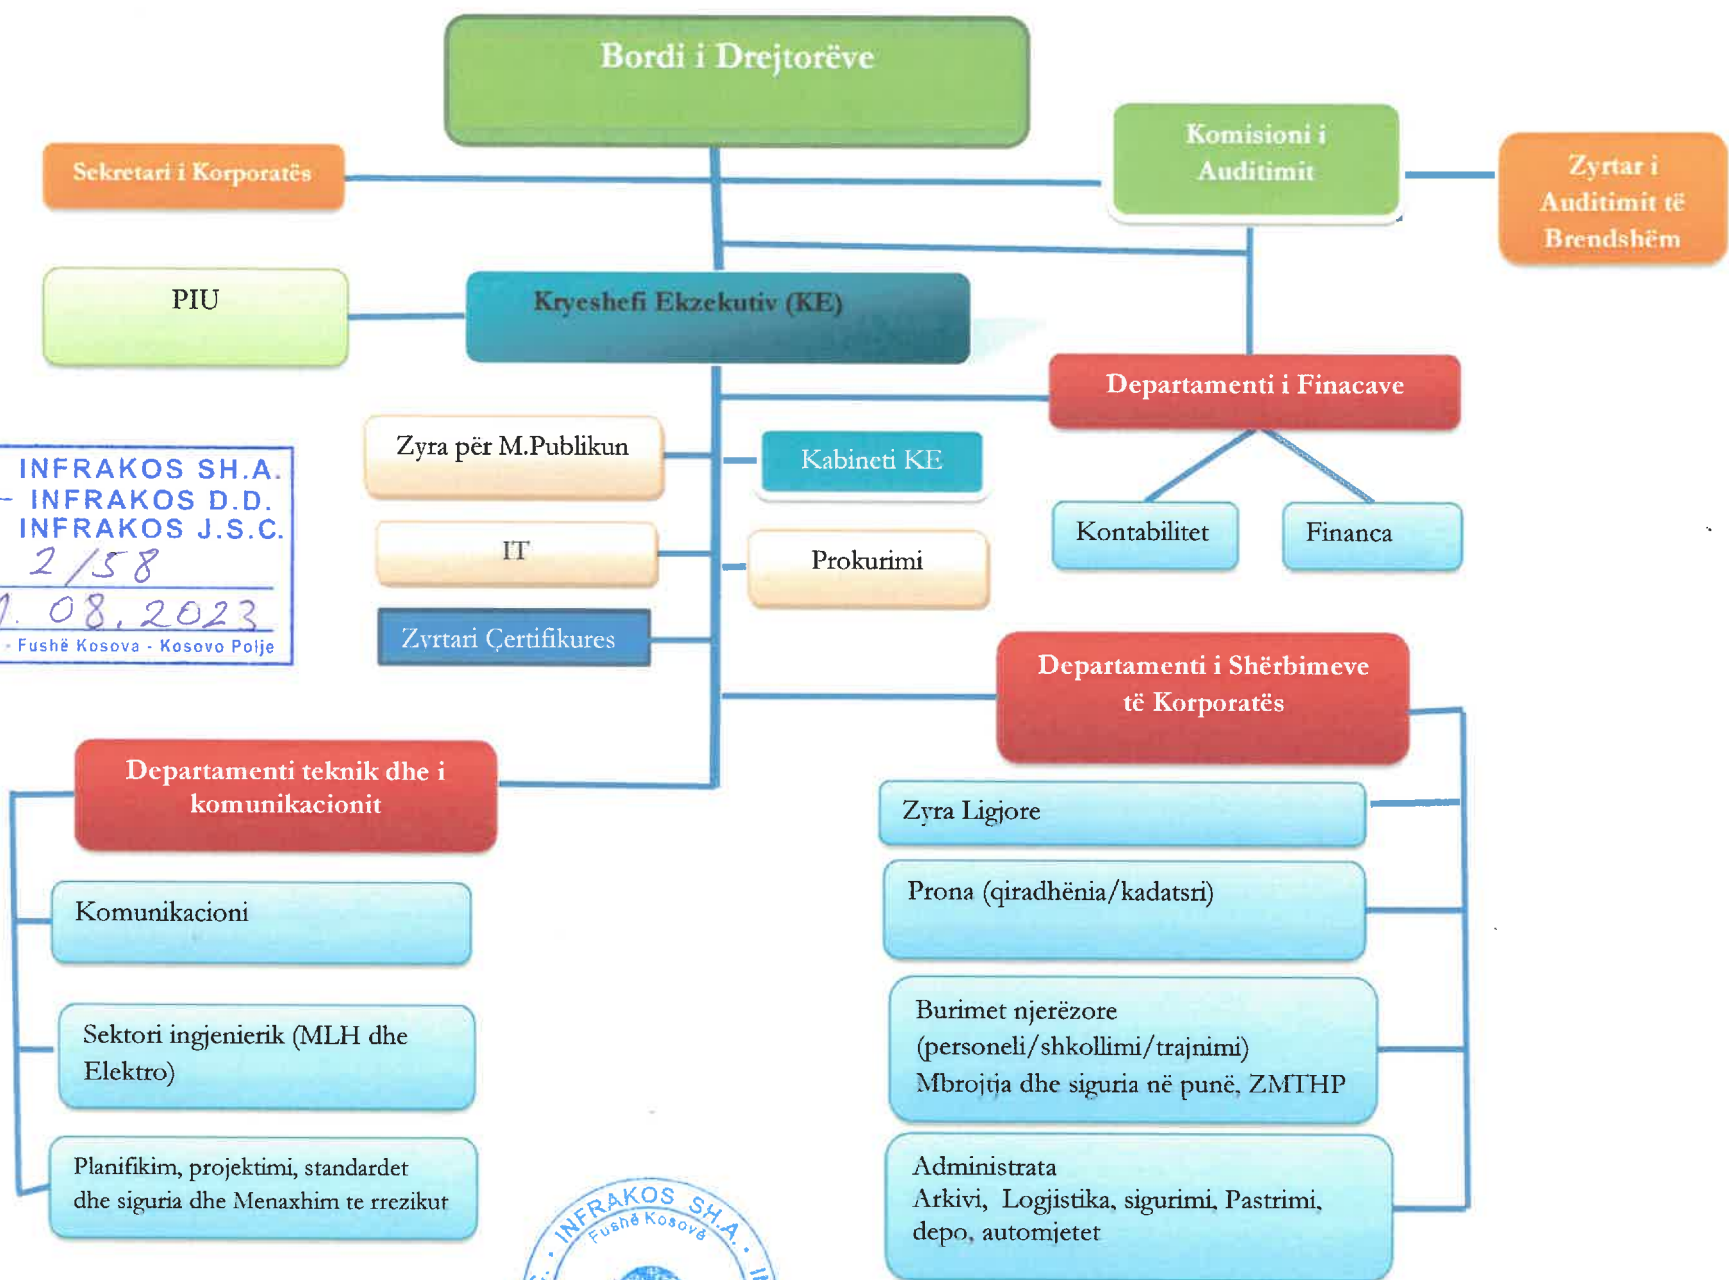 Bordi i Drejtorëve
Komisioni i
Auditimit
Zyrtar i
Auditimit të
Brendshëm
Sekretari i Korporatës
PIU
Kryeshefi Ekzekutiv (KE)
Departamenti i Finacave
Zyra për M.Publikun
Kabineti KE
INFRAKOS SH.A.
INFRAKOS D.D.
INFRAKOS J.S.C.
2/58
08.2023
- Fushë Kosova - Kosovo Polje
IT
Prokurimi
Kontabilitet
Financa
Zyrtari Çertifikures
Departamenti i Shërbimeve
të Korporatës
Departamenti teknik dhe i
komunikacionit
Zyra Ligjore
Prona (qiradhënia/kadatsri)
Komunikacioni
Burimet njerëzore
(personeli/shkollimi/trajnimi)
Mbrojtja dhe siguria në punë, ZMTHP
Sektori ingjenierik (MLH dhe
Elektro)
Planifikim, projektimi, standardet
dhe siguria dhe Menaxhim te rrezikut
Administrata
Arkivi, Logjistika, sigurimi, Pastrimi,
depo, automjetet
INFRAKOS SH.A.
Fushë Kosovë